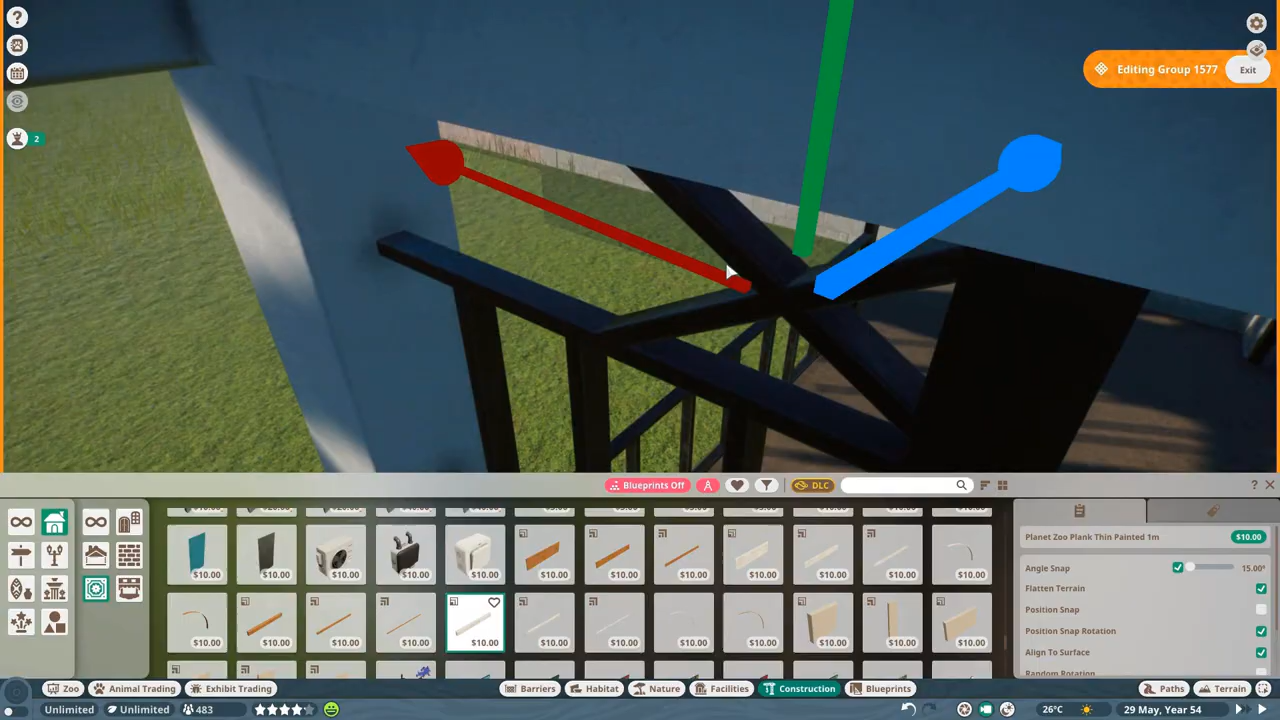 ?
Editing Group 1577
Exit
2
Blueprints Off
DLC
? X
$10.00 $10.00 $10.00 $10.00 $10.00 $10.00 $10.00 $10.00 $10.00 $10.00 $10.00 $10.00
$10.00 $10.00 $10.00 $10.00 $10.00 $10.00 $10.00 $10.00 $10.00 $10.00 $10.00 $10.00
Planet Zoo Plank Thin Painted 1m
$10.00
Angle Snap
15.00°
Flatten Terrain
Position Snap
Position Snap Rotation
Align To Surface
Random Rotation
Zoo
Animal Trading
Exhibit Trading
Barriers
Habitat
Nature
Facilities
Construction
Blueprints
Paths
Terrain
Unlimited
Unlimited
483
26°C
29 May, Year 54